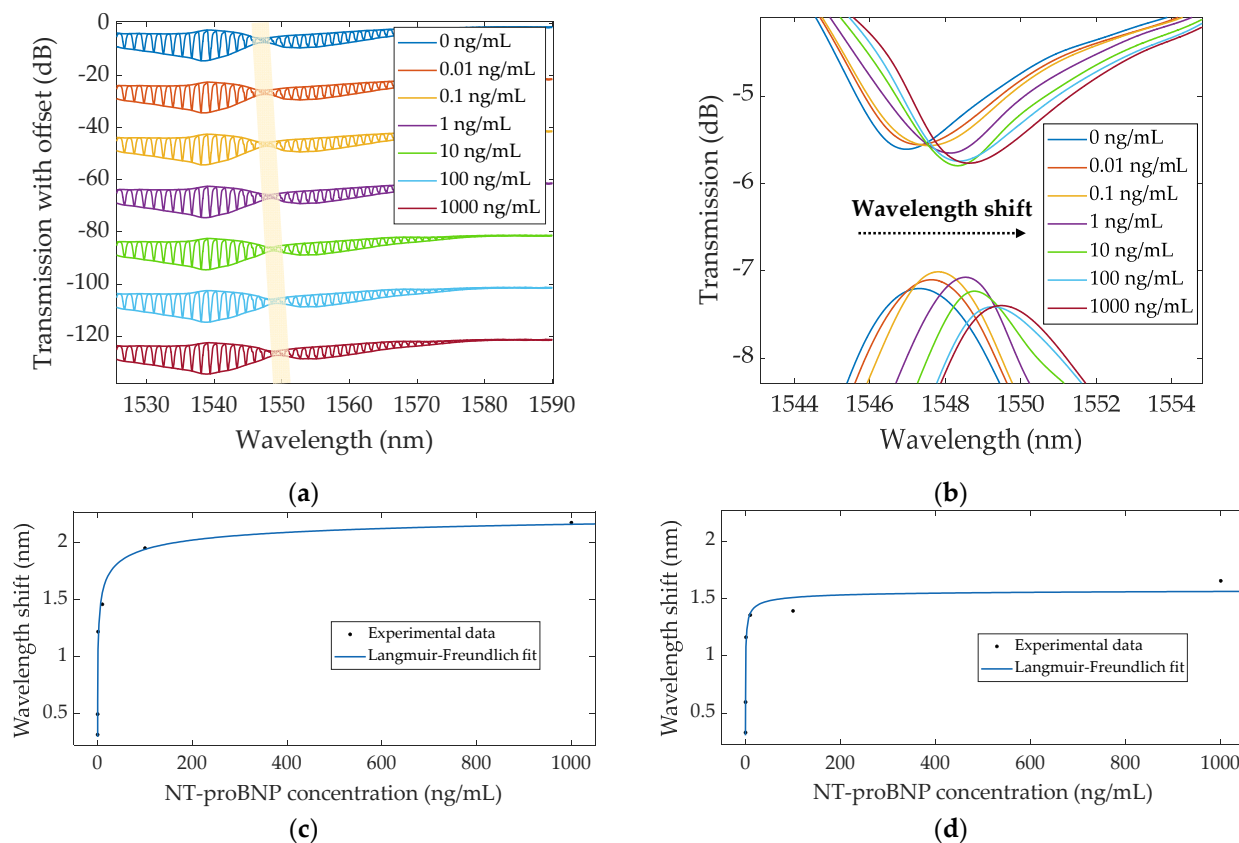 Transmission with offset (dB)
0
-20
-40
-60
-80
-100
-120
1530 1540 1550 1560 1570 1580 1590
Wavelength (nm)
0 ng/mL
0.01 ng/mL
0.1 ng/mL
1 ng/mL
10 ng/mL
100 ng/mL
1000 ng/mL
(a)
Transmission (dB)
-5
-6
-7
-8
1544 1546 1548 1550 1552 1554
Wavelength (nm)
0 ng/mL
0.01 ng/mL
0.1 ng/mL
1 ng/mL
10 ng/mL
100 ng/mL
1000 ng/mL
Wavelength shift
(b)
Wavelength shift (nm)
2
1.5
1
0.5
0 200 400 600 800 1000
NT-proBNP concentration (ng/mL)
Experimental data
Langmuir-Freundlich fit
(c)
Wavelength shift (nm)
2
1.5
1
0.5
0 200 400 600 800 1000
NT-proBNP concentration (ng/mL)
Experimental data
Langmuir-Freundlich fit
(d)